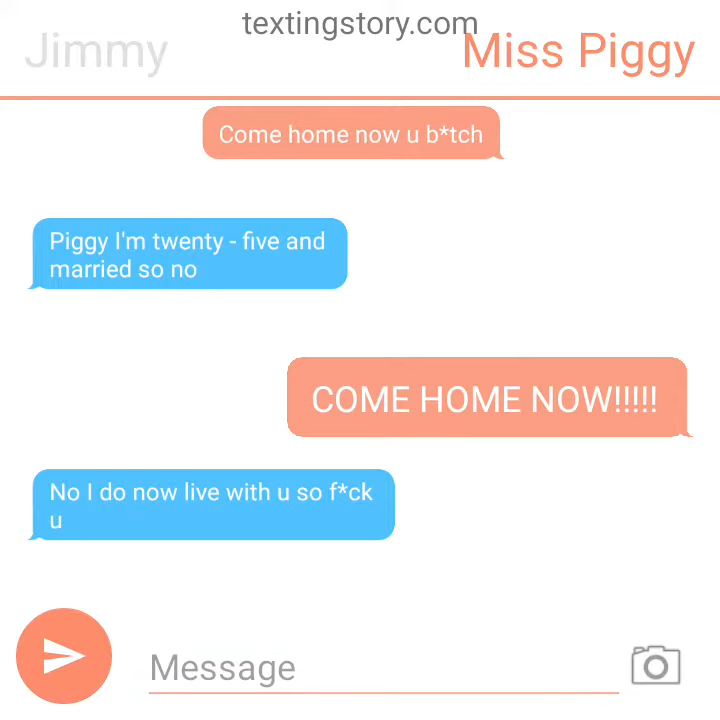 textingstory.com
Jimmy
Miss Piggy
Come home now u b*tch
Piggy I'm twenty - five and
married so no
COME HOME NOW!!!!!
No I do now live with u so f*ck
u
Message